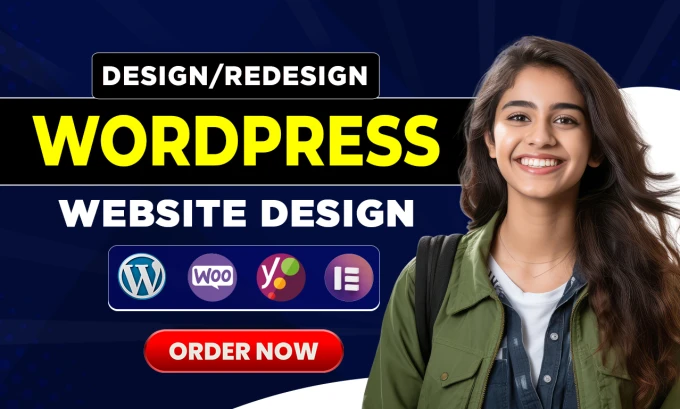 DESIGN/REDESIGN
WORDPRESS
WEBSITE DESIGN
W WOO y E
ORDER NOW